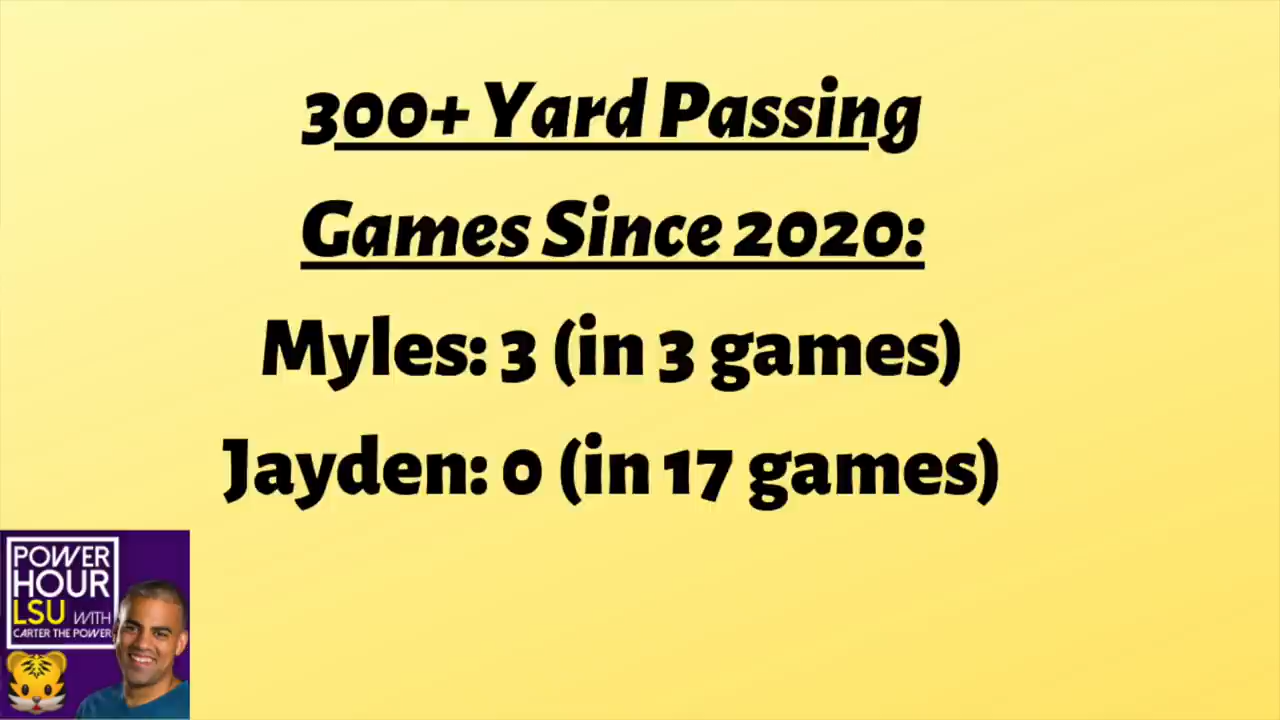 300+ Yard Passing
Games Since 2020:
Myles: 3 (in 3 games)
Jayden: 0 (in 17 games)
POWER
HOUR
LSU WITH
CARTER THE POWER